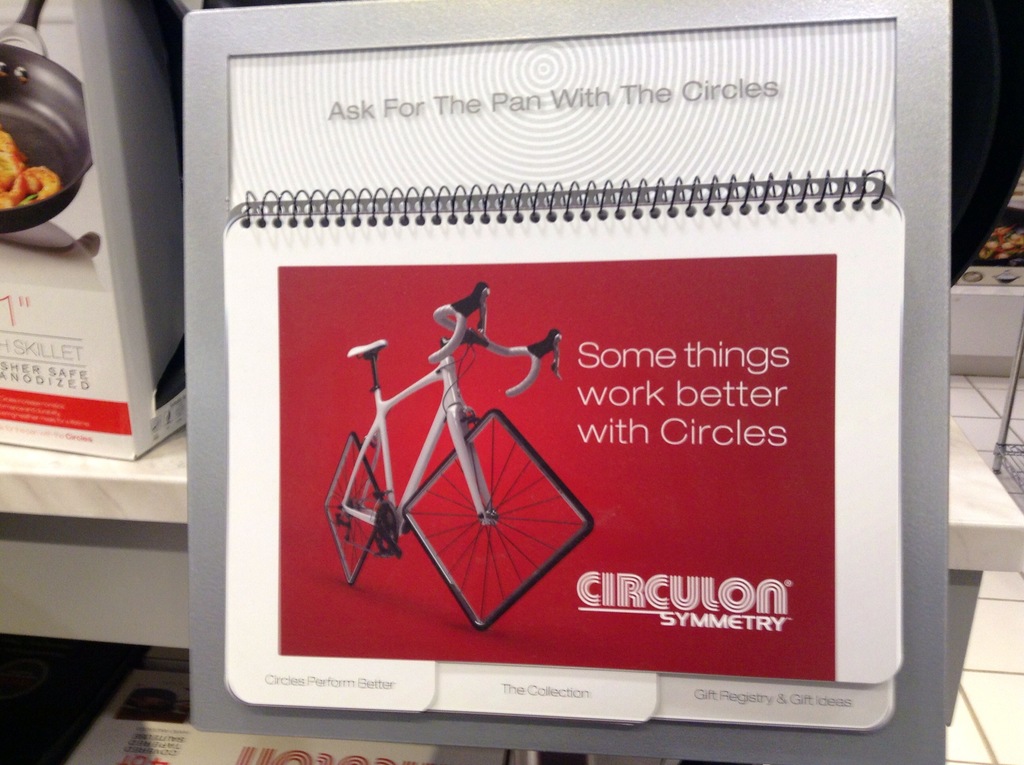 Ask For The Pan With The Circles
Some things
work better
with Circles
CIRCULON®
SYMMETRY™
Circles Perform Better
The Collection
Gift Registry & Gift Ideas
1"
H SKILLET
SHER SAFE
ANODIZED